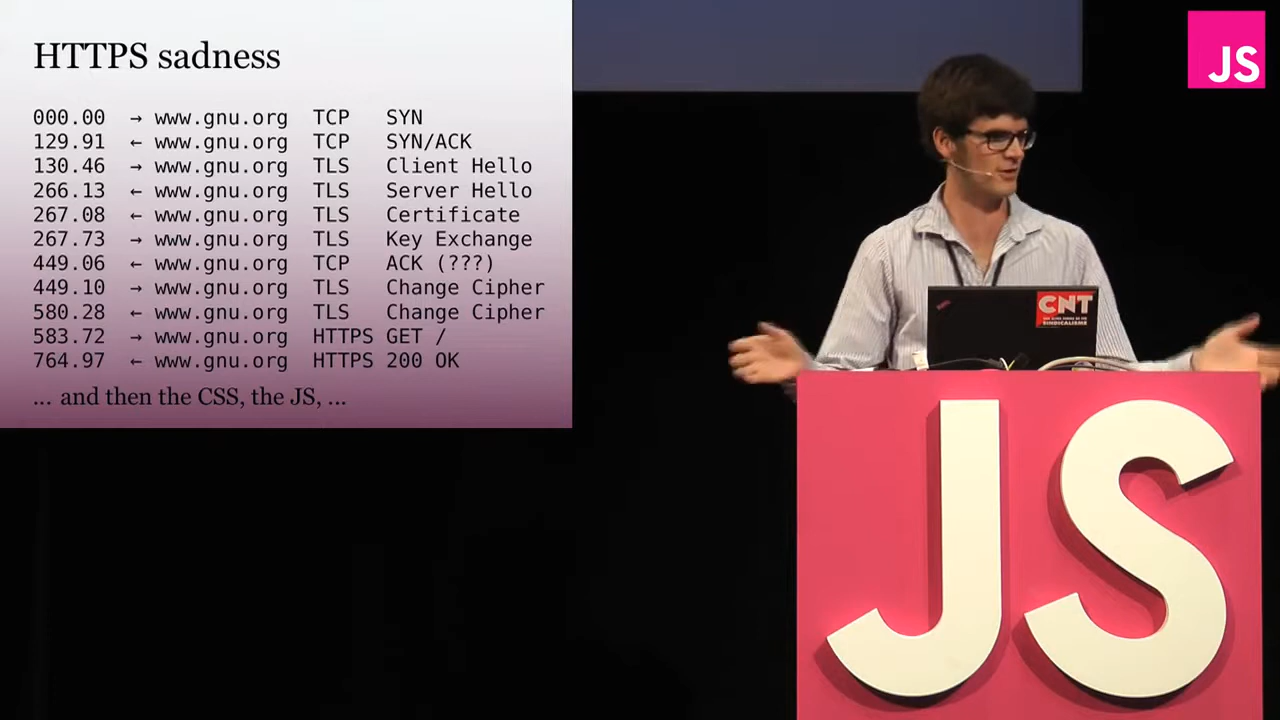 HTTPS sadness
000.00 → www.gnu.org TCP SYN
129.91 ← www.gnu.org TCP SYN/ACK
130.46 → www.gnu.org TLS Client Hello
266.13 ← www.gnu.org TLS Server Hello
267.08 ← www.gnu.org TLS Certificate
267.73 → www.gnu.org TLS Key Exchange
449.06 ← www.gnu.org TCP ACK (???)
449.10 → www.gnu.org TLS Change Cipher
580.28 ← www.gnu.org TLS Change Cipher
583.72 → www.gnu.org HTTPS GET /
764.97 ← www.gnu.org HTTPS 200 OK
... and then the CSS, the JS, ...
JS
CNT
SYNDICALISME
JS